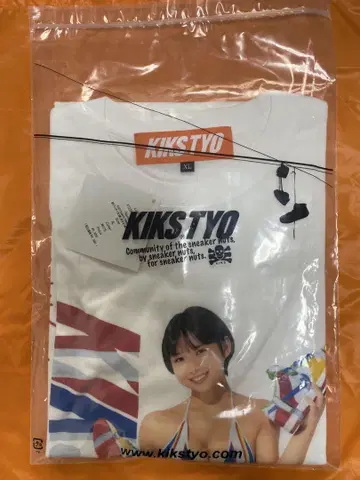 KIKS TYO
XL
KIKS TYO
Community of the sneaker nuts,
by sneaker nuts,
for sneaker nuts.
www.kikstyo.com